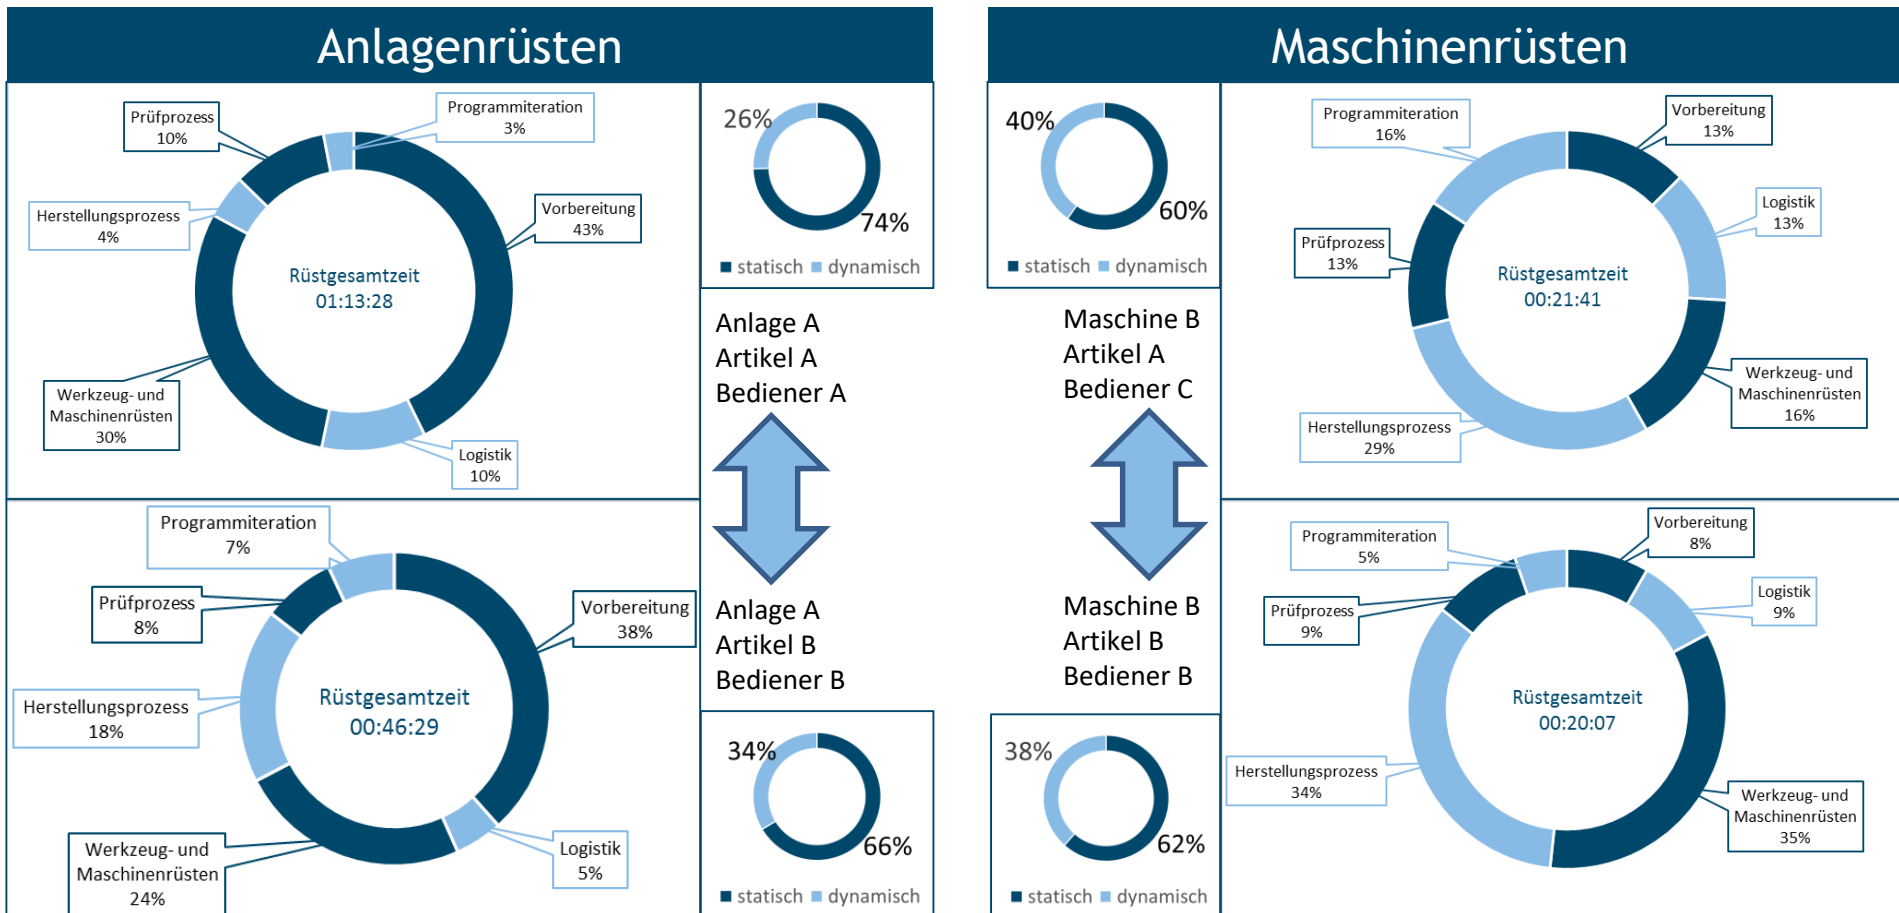 Anlagenrüsten
Prüfprozess
10%
Programmiteration
3%
Herstellungsprozess
4%
Vorbereitung
43%
Rüstgesamtzeit
01:13:28
Werkzeug- und
Maschinenrüsten
30%
Logistik
10%
26%
74%
statisch dynamisch
Anlage A
Artikel A
Bediener A
Programmiteration
7%
Prüfprozess
8%
Vorbereitung
38%
Herstellungsprozess
18%
Rüstgesamtzeit
00:46:29
Werkzeug- und
Maschinenrüsten
24%
Logistik
5%
Anlage A
Artikel B
Bediener B
34%
66%
statisch dynamisch
Maschinenrüsten
40%
60%
statisch dynamisch
Maschine B
Artikel A
Bediener C
Programmiteration
16%
Vorbereitung
13%
Logistik
13%
Prüfprozess
13%
Rüstgesamtzeit
00:21:41
Werkzeug- und
Maschinenrüsten
16%
Herstellungsprozess
29%
Maschine B
Artikel B
Bediener B
38%
62%
statisch dynamisch
Programmiteration
5%
Vorbereitung
8%
Logistik
9%
Prüfprozess
9%
Rüstgesamtzeit
00:20:07
Herstellungsprozess
34%
Werkzeug- und
Maschinenrüsten
35%